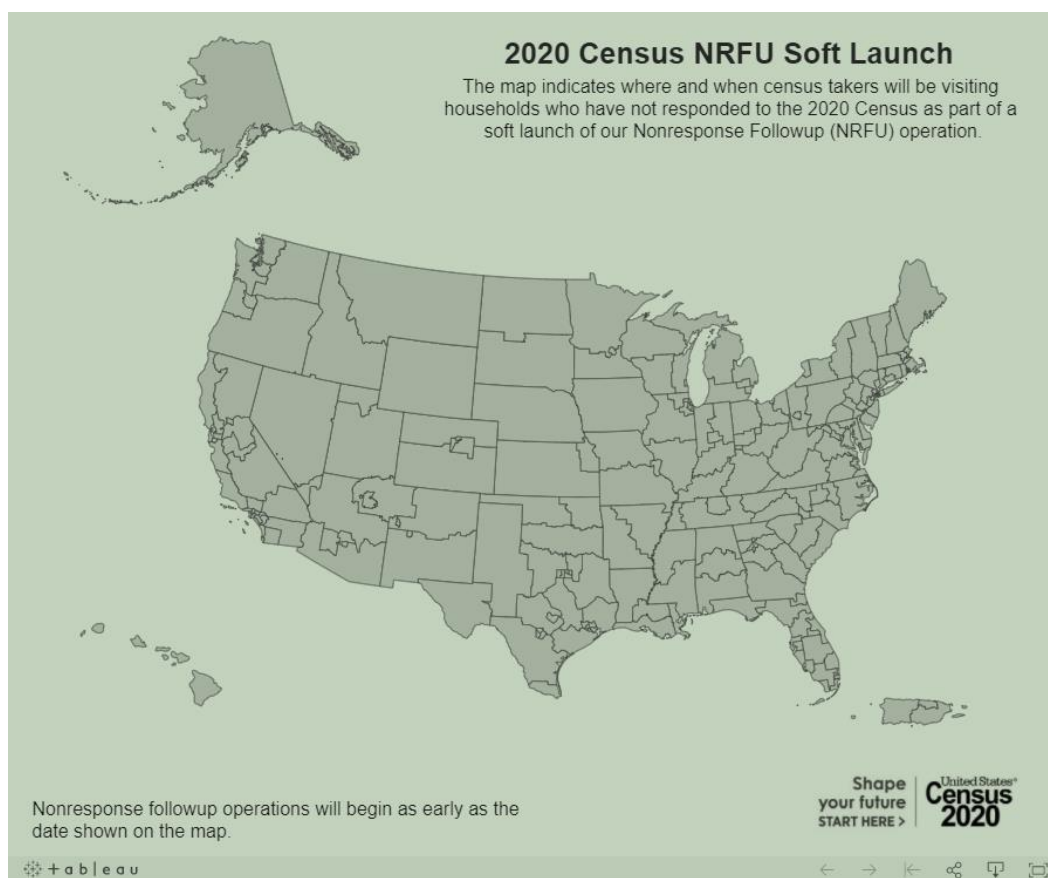 2020 Census NRFU Soft Launch
The map indicates where and when census takers will be visiting
households who have not responded to the 2020 Census as part of a
soft launch of our Nonresponse Followup (NRFU) operation.
Nonresponse followup operations will begin as early as the
date shown on the map.
Shape
your future
START HERE >
United States®
Census
2020
+ableau